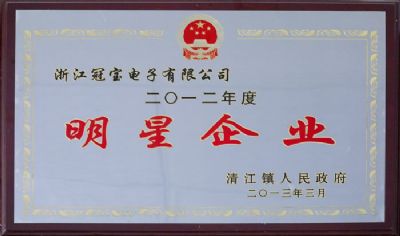 浙江冠宝电子有限公司
二〇一二年度
明星企业
清江镇人民政府
二〇一三年三月